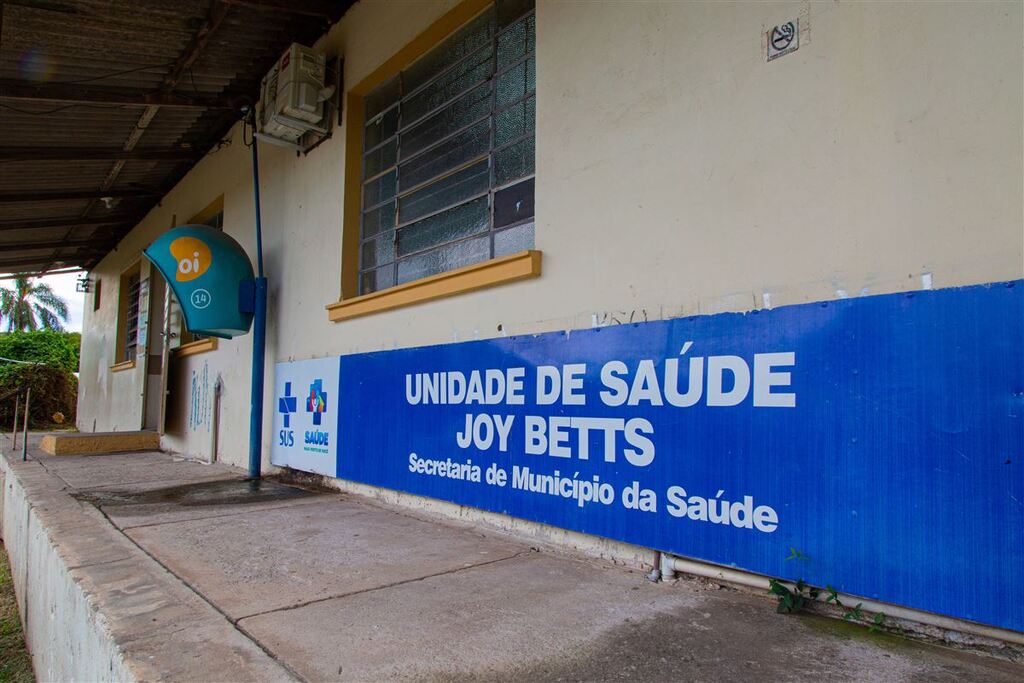 oi
14
SUS
SAÚDE
UNIDADE DE SAÚDE
JOY BETTS
Secretaria de Município da Saúde